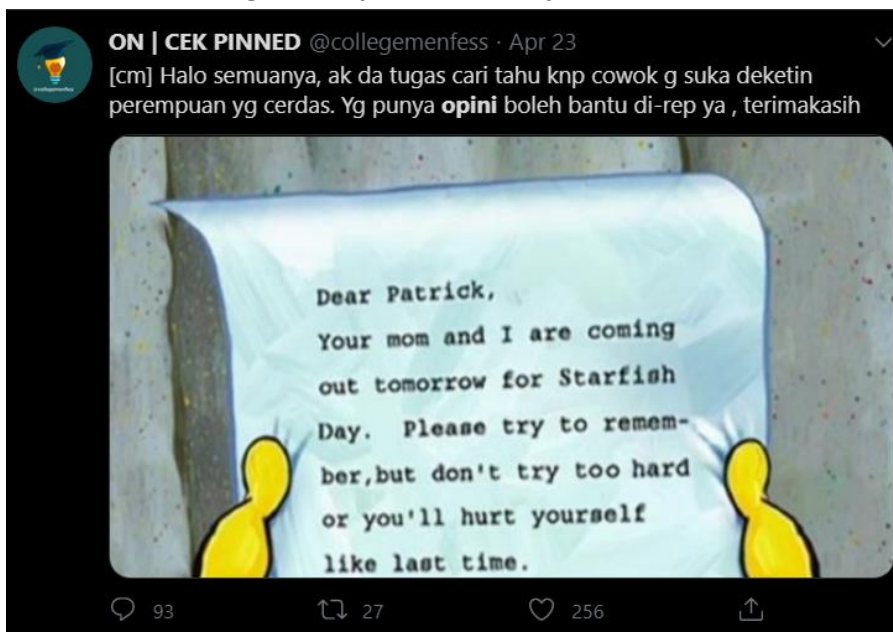 ON | CEK PINNED @collegemenfess · Apr 23
[cm] Halo semuanya, ak da tugas cari tahu knp cowok g suka deketin
perempuan yg cerdas. Yg punya opini boleh bantu di-rep ya , terimakasih
Dear Patrick,
Your mom and I are coming
out tomorrow for Starfish
Day. Please try to remem-
ber,but don't try too hard
or you'll hurt yourself
like last time.
93 27 256